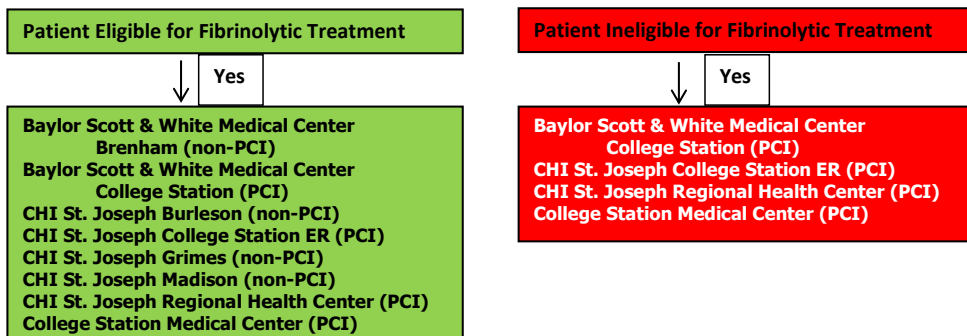 Patient Eligible for Fibrinolytic Treatment
Yes
Baylor Scott & White Medical Center
Brenham (non-PCI)
Baylor Scott & White Medical Center
College Station (PCI)
CHI St. Joseph Burleson (non-PCI)
CHI St. Joseph College Station ER (PCI)
CHI St. Joseph Grimes (non-PCI)
CHI St. Joseph Madison (non-PCI)
CHI St. Joseph Regional Health Center (PCI)
College Station Medical Center (PCI)
Patient Ineligible for Fibrinolytic Treatment
Yes
Baylor Scott & White Medical Center
College Station (PCI)
CHI St. Joseph College Station ER (PCI)
CHI St. Joseph Regional Health Center (PCI)
College Station Medical Center (PCI)